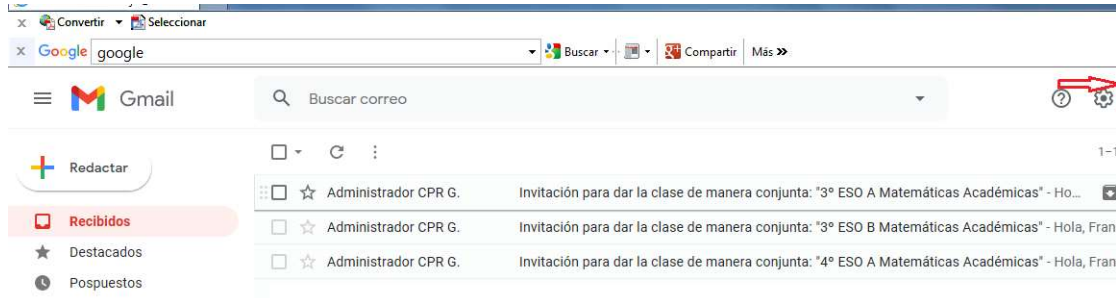 Convertir Seleccionar
Google google Buscar Compartir Más »
Gmail Buscar correo
Redactar
Administrador CPR G. Invitación para dar la clase de manera conjunta: "3º ESO A Matemáticas Académicas" - Ho...
Recibidos
Administrador CPR G. Invitación para dar la clase de manera conjunta: "3º ESO B Matemáticas Académicas" - Hola, Fran
Destacados
Administrador CPR G. Invitación para dar la clase de manera conjunta: "4º ESO A Matemáticas Académicas" - Hola, Fran
Pospuestos